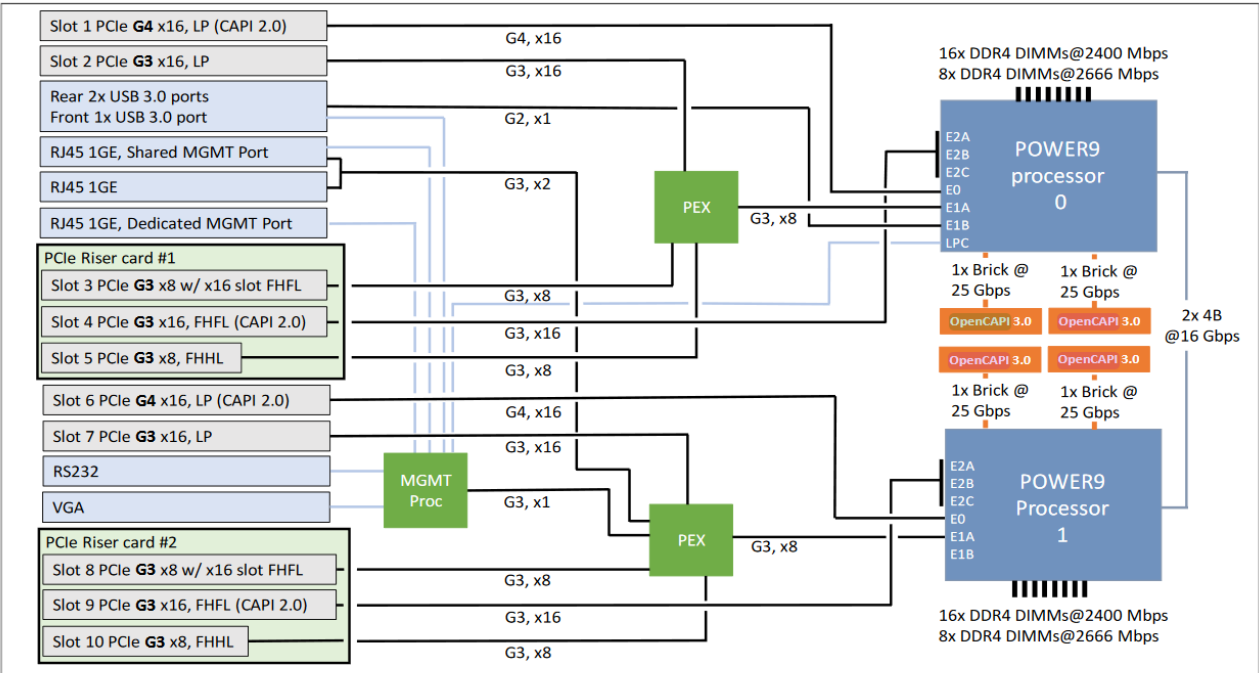 Slot 1 PCIe G4 x16, LP (CAPI 2.0)
G4, x16
Slot 2 PCIe G3 x16, LP
G3, x16
Rear 2x USB 3.0 ports
Front 1x USB 3.0 port
G2, x1
RJ45 1GE, Shared MGMT Port
RJ45 1GE
G3, x2
RJ45 1GE, Dedicated MGMT Port
PCIe Riser card #1
Slot 3 PCIe G3 x8 w/ x16 slot FHFL
G3, x8
Slot 4 PCIe G3 x16, FHFL (CAPI 2.0)
G3, x16
Slot 5 PCIe G3 x8, FHHL
G3, x8
Slot 6 PCIe G4 x16, LP (CAPI 2.0)
G4, x16
Slot 7 PCIe G3 x16, LP
G3, x16
RS232
VGA
MGMT
Proc
G3, x1
PCIe Riser card #2
Slot 8 PCIe G3 x8 w/ x16 slot FHFL
G3, x8
Slot 9 PCIe G3 x16, FHFL (CAPI 2.0)
G3, x16
Slot 10 PCIe G3 x8, FHHL
G3, x8
PEX
G3, x8
PEX
G3, x8
16x DDR4 DIMMs@2400 Mbps
8x DDR4 DIMMs@2666 Mbps
E2A
E2B
E2C
E0
E1A
E1B
LPC
POWER9
processor
0
1x Brick @
25 Gbps
1x Brick @
25 Gbps
OpenCAPI 3.0
OpenCAPI 3.0
2x 4B
@16 Gbps
OpenCAPI 3.0
OpenCAPI 3.0
1x Brick @
25 Gbps
1x Brick @
25 Gbps
E2A
E2B
E2C
E0
E1A
E1B
POWER9
Processor
1
16x DDR4 DIMMs@2400 Mbps
8x DDR4 DIMMs@2666 Mbps